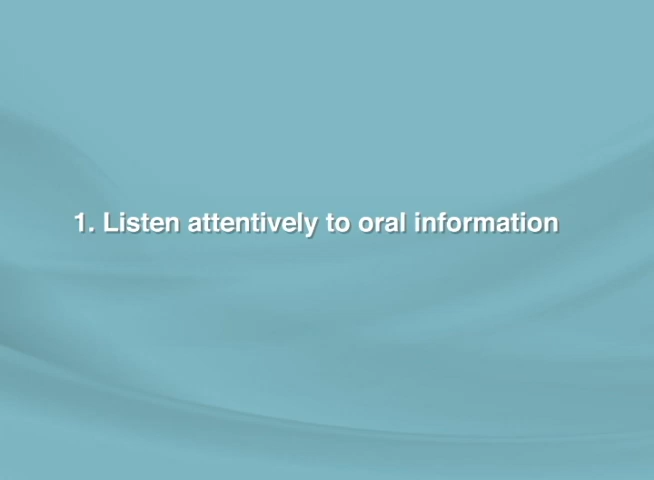 1. Listen attentively to oral information